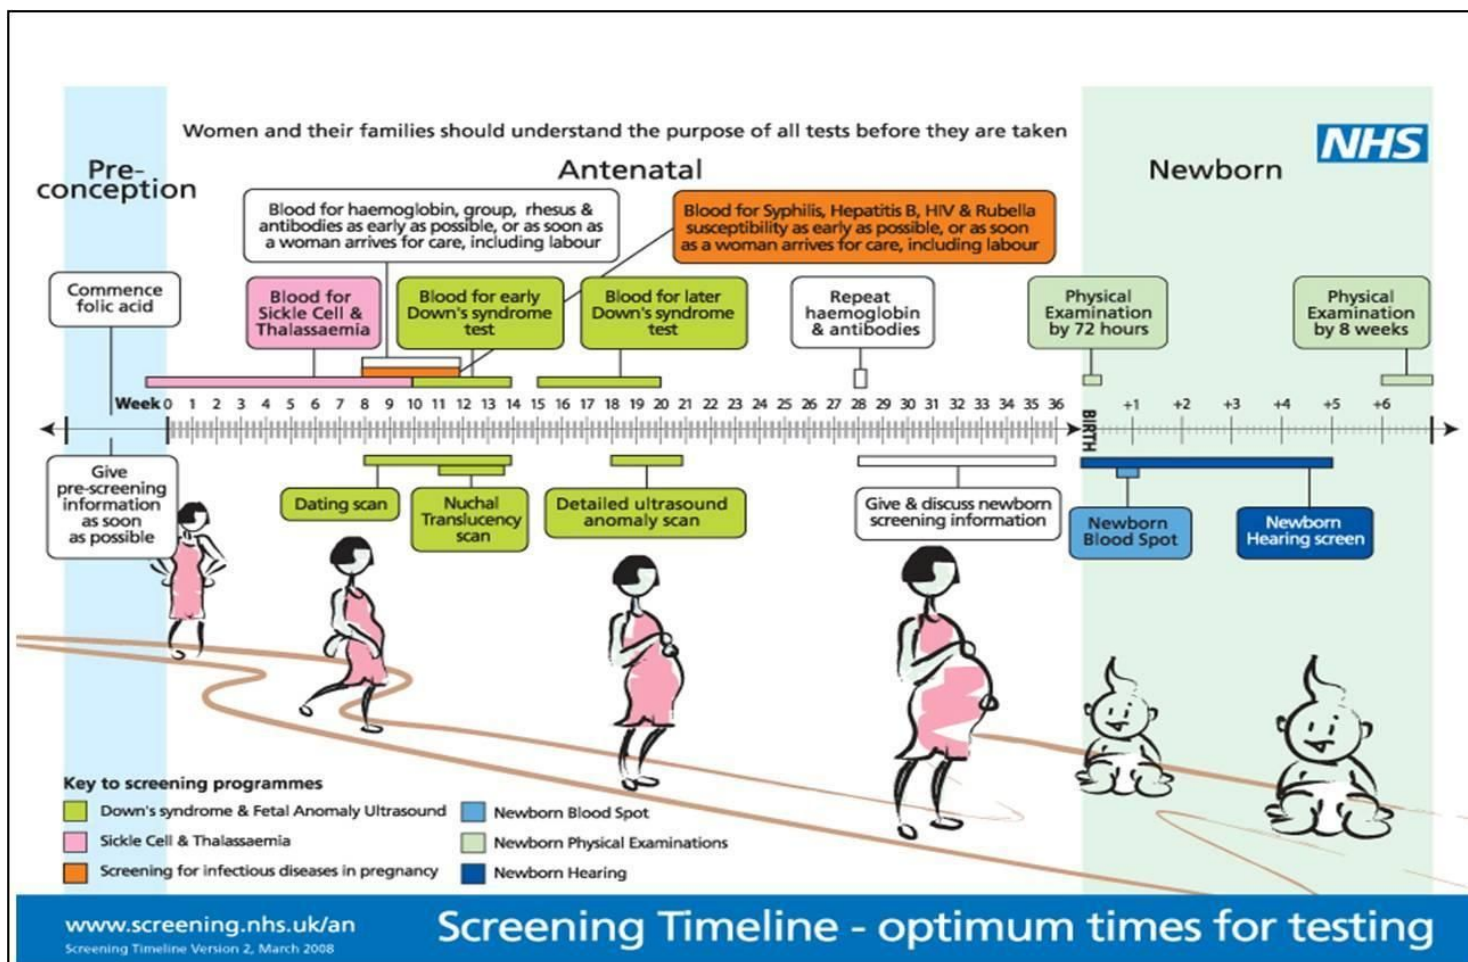 Women and their families should understand the purpose of all tests before they are taken
NHS
Pre-
conception
Antenatal
Newborn
Blood for haemoglobin, group, rhesus &
antibodies as early as possible, or as soon as
a woman arrives for care, including labour
Blood for Syphilis, Hepatitis B, HIV & Rubella
susceptibility as early as possible, or as soon
as a woman arrives for care, including labour
Commence
folic acid
Blood for
Sickle Cell &
Thalassaemia
Blood for early
Down's syndrome
test
Blood for later
Down's syndrome
test
Repeat
haemoglobin
& antibodies
Physical
Examination
by 72 hours
Physical
Examination
by 8 weeks
Week 0 1 2 3 4 5 6 7 8 9 10 11 12 13 14 15 16 17 18 19 20 21 22 23 24 25 26 27 28 29 30 31 32 33 34 35 36
BIRTH
+1 +2 +3 +4 +5 +6
Give
pre-screening
information
as soon
as possible
Dating scan
Nuchal
Translucency
scan
Detailed ultrasound
anomaly scan
Give & discuss newborn
screening information
Newborn
Blood Spot
Newborn
Hearing screen
Key to screening programmes
Down's syndrome & Fetal Anomaly Ultrasound
Sickle Cell & Thalassaemia
Screening for infectious diseases in pregnancy
Newborn Blood Spot
Newborn Physical Examinations
Newborn Hearing
www.screening.nhs.uk/an
Screening Timeline Version 2, March 2008
Screening Timeline - optimum times for testing